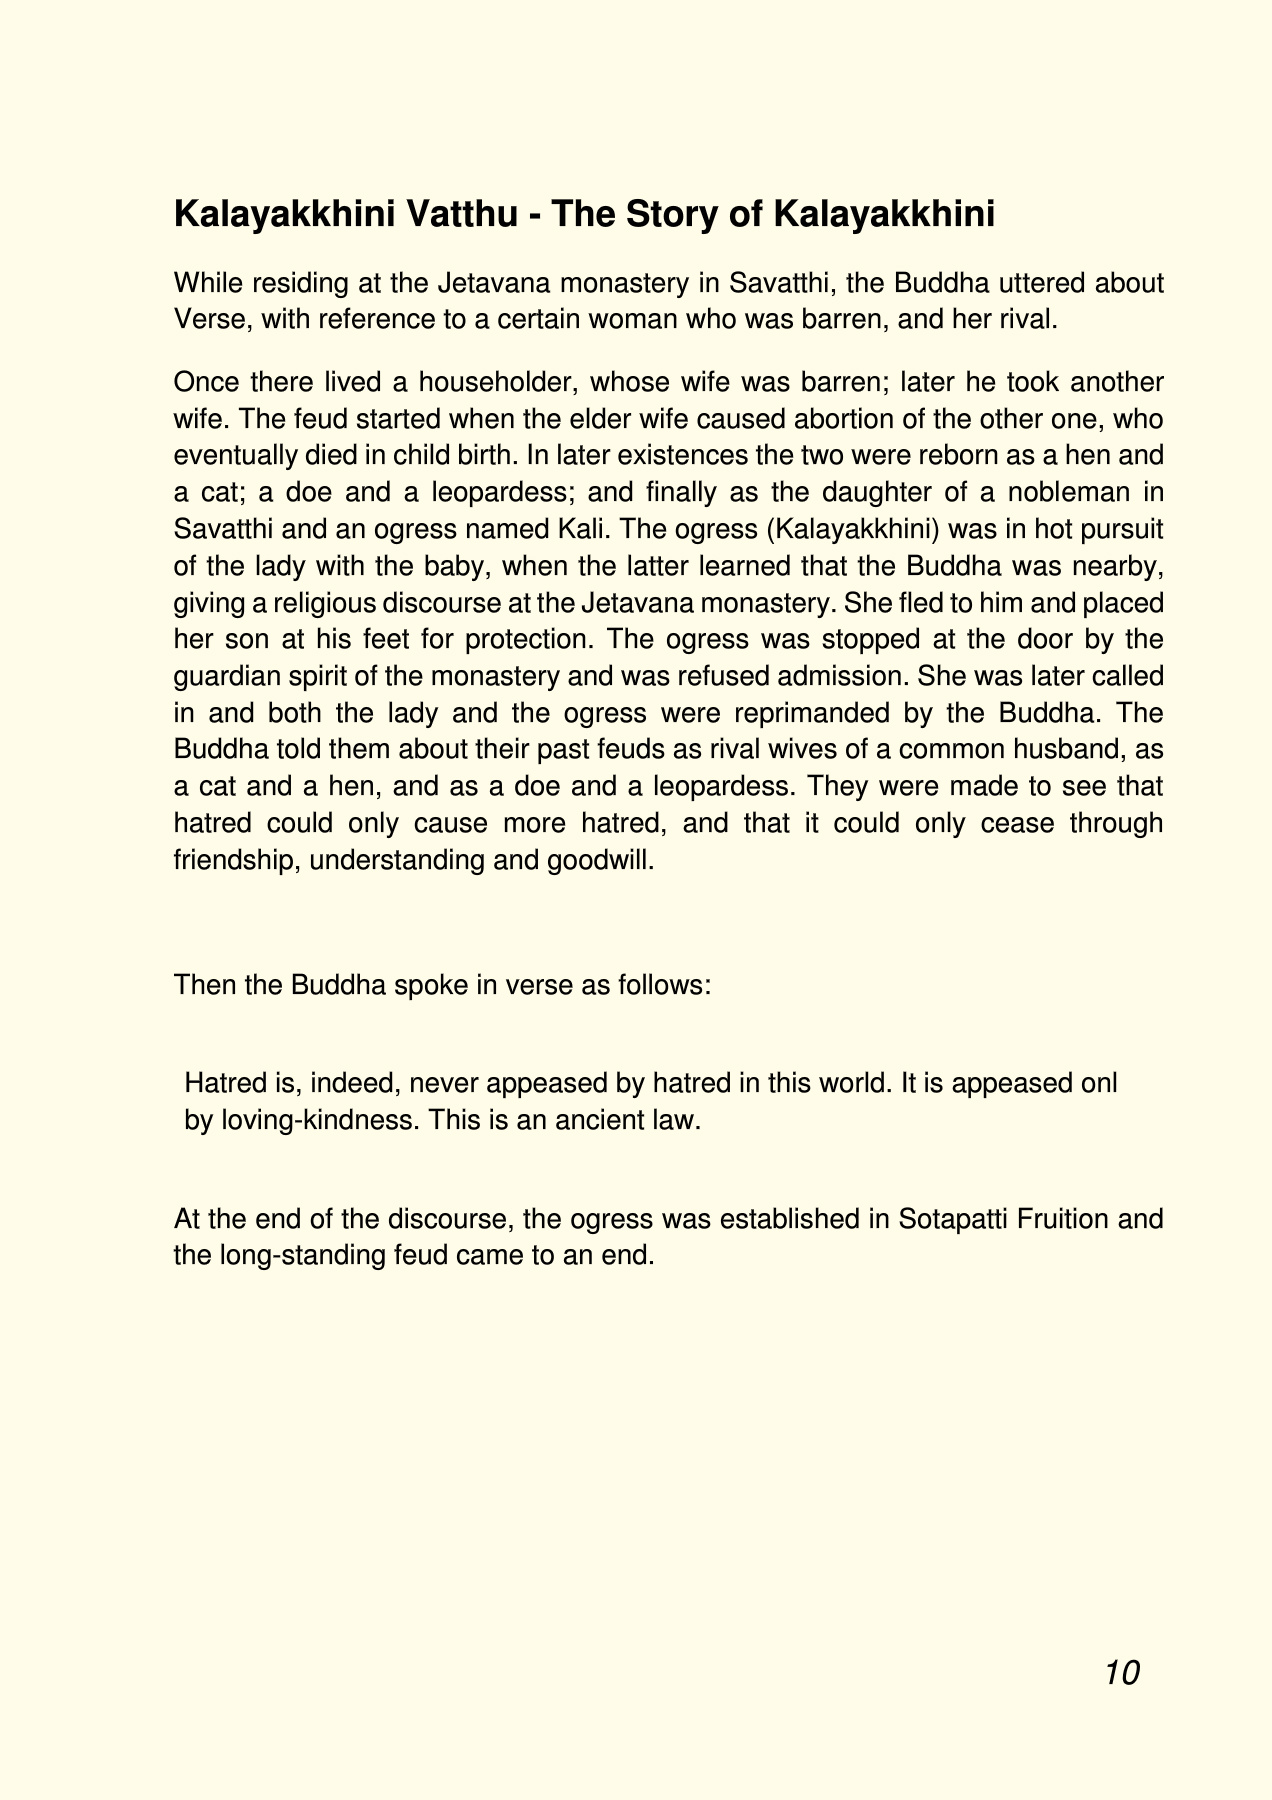 Kalayakkhini Vatthu - The Story of Kalayakkhini
While residing at the Jetavana monastery in Savatthi, the Buddha uttered about
Verse, with reference to a certain woman who was barren, and her rival.
Once there lived a householder, whose wife was barren; later he took another
wife. The feud started when the elder wife caused abortion of the other one, who
eventually died in child birth. In later existences the two were reborn as a hen and
a cat; a doe and a leopardess; and finally as the daughter of a nobleman in
Savatthi and an ogress named Kali. The ogress (Kalayakkhini) was in hot pursuit
of the lady with the baby, when the latter learned that the Buddha was nearby,
giving a religious discourse at the Jetavana monastery. She fled to him and placed
her son at his feet for protection. The ogress was stopped at the door by the
guardian spirit of the monastery and was refused admission. She was later called
in and both the lady and the ogress were reprimanded by the Buddha. The
Buddha told them about their past feuds as rival wives of a common husband, as
a cat and a hen, and as a doe and a leopardess. They were made to see that
hatred could only cause more hatred, and that it could only cease through
friendship, understanding and goodwill.
Then the Buddha spoke in verse as follows:
Hatred is, indeed, never appeased by hatred in this world. It is appeased onl
by loving-kindness. This is an ancient law.
At the end of the discourse, the ogress was established in Sotapatti Fruition and
the long-standing feud came to an end.
10